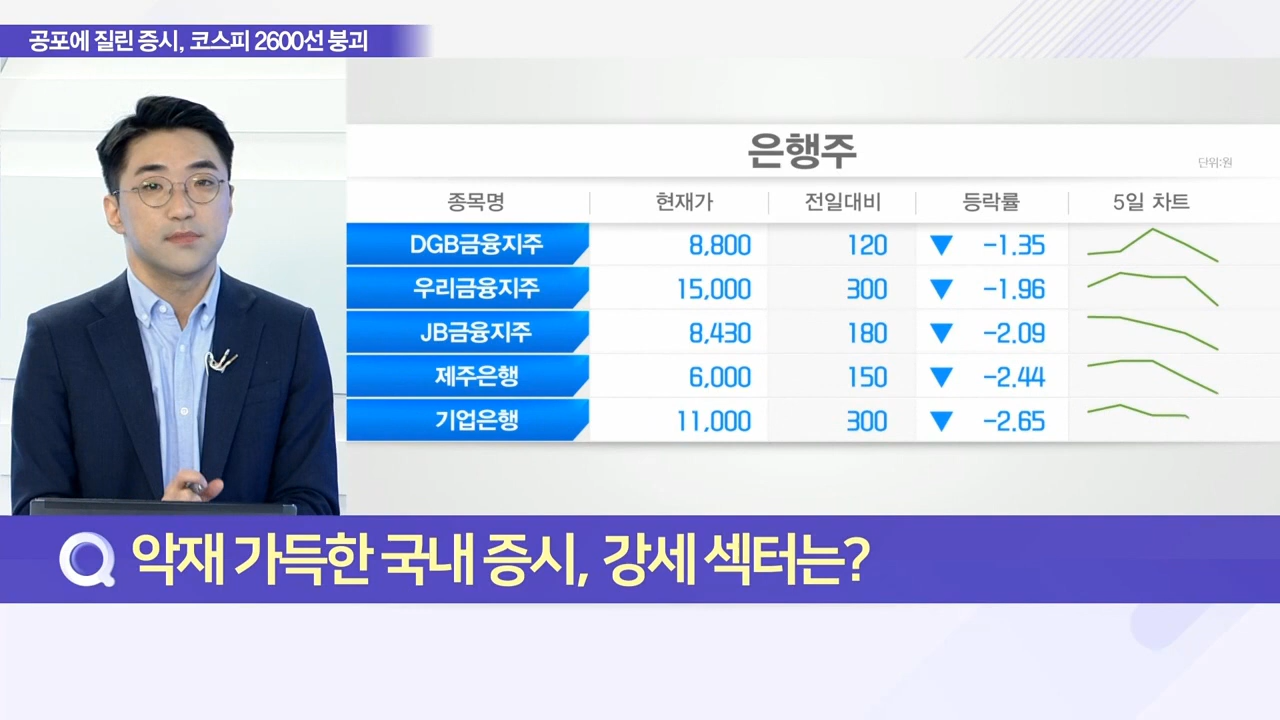 공포에 질린 증시, 코스피 2600선 붕괴
은행주
단위:원
종목명 현재가 전일대비 등락률 5일 차트
DGB금융지주 8,800 120 ▼ -1.35
우리금융지주 15,000 300 ▼ -1.96
JB금융지주 8,430 180 ▼ -2.09
제주은행 6,000 150 ▼ -2.44
기업은행 11,000 300 ▼ -2.65
Q 악재 가득한 국내 증시, 강세 섹터는?